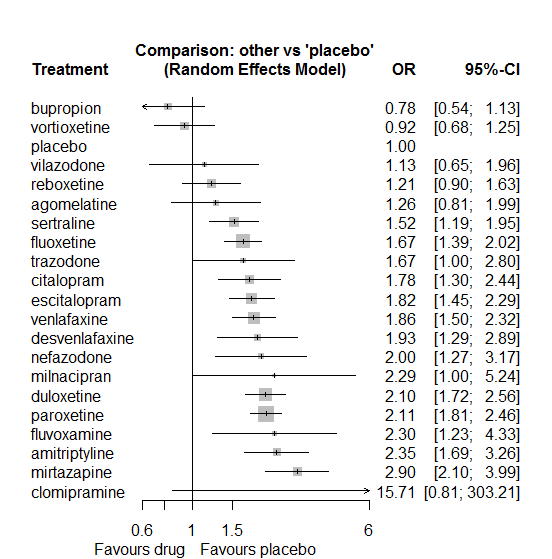 Comparison: other vs 'placebo'
Treatment (Random Effects Model) OR 95%-CI
bupropion 0.78 [0.54; 1.13]
vortioxetine 0.92 [0.68; 1.25]
placebo 1.00
vilazodone 1.13 [0.65; 1.96]
reboxetine 1.21 [0.90; 1.63]
agomelatine 1.26 [0.81; 1.99]
sertraline 1.52 [1.19; 1.95]
fluoxetine 1.67 [1.39; 2.02]
trazodone 1.67 [1.00; 2.80]
citalopram 1.78 [1.30; 2.44]
escitalopram 1.82 [1.45; 2.29]
venlafaxine 1.86 [1.50; 2.32]
desvenlafaxine 1.93 [1.29; 2.89]
nefazodone 2.00 [1.27; 3.17]
milnacipran 2.29 [1.00; 5.24]
duloxetine 2.10 [1.72; 2.56]
paroxetine 2.11 [1.81; 2.46]
fluvoxamine 2.30 [1.23; 4.33]
amitriptyline 2.35 [1.69; 3.26]
mirtazapine 2.90 [2.10; 3.99]
clomipramine 15.71 [0.81; 303.21]
0.6 1 1.5 6
Favours drug Favours placebo